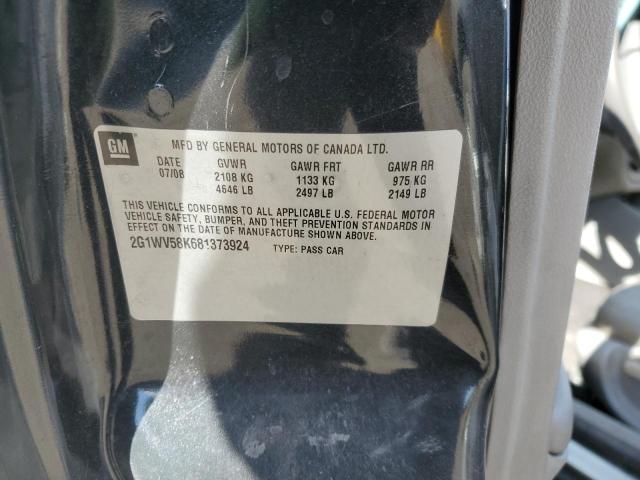 GM
MFD BY GENERAL MOTORS OF CANADA LTD.
DATE GVWR GAWR FRT GAWR RR
07/08 2108 KG 1133 KG 975 KG
4646 LB 2497 LB 2149 LB
THIS VEHICLE CONFORMS TO ALL APPLICABLE U.S. FEDERAL MOTOR
VEHICLE SAFETY, BUMPER, AND THEFT PREVENTION STANDARDS IN
EFFECT ON THE DATE OF MANUFACTURE SHOWN ABOVE.
2G1WV58K681373924 TYPE: PASS CAR